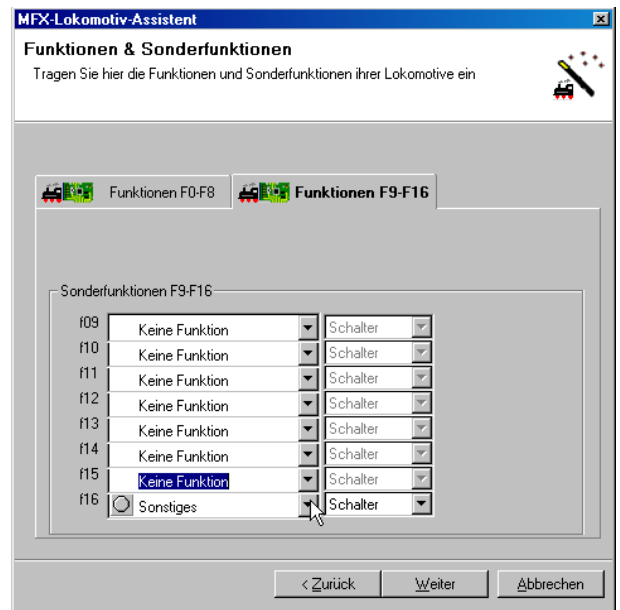 MFX-Lokomotiv-Assistent
Funktionen & Sonderfunktionen
Tragen Sie hier die Funktionen und Sonderfunktionen ihrer Lokomotive ein
Funktionen F0-F8 Funktionen F9-F16
Sonderfunktionen F9-F16
f09 Keine Funktion Schalter
f10 Keine Funktion Schalter
f11 Keine Funktion Schalter
f12 Keine Funktion Schalter
f13 Keine Funktion Schalter
f14 Keine Funktion Schalter
f15 Keine Funktion Schalter
f16 Sonstiges Schalter
< Zurück Weiter Abbrechen